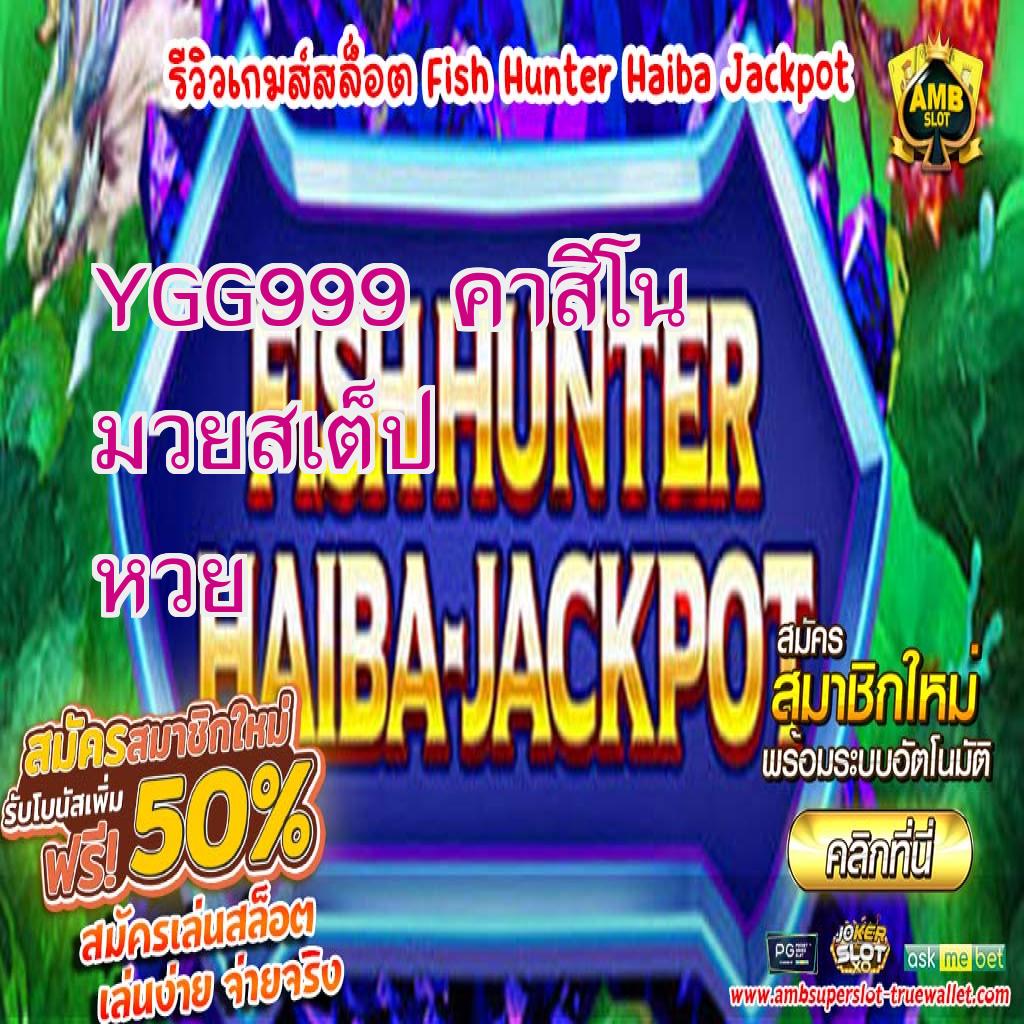 รีวิวเกมส์สล็อต Fish Hunter Haiba Jackpot
AMB
SLOT
YGG999 คาสิโน
FISH HUNTER
มวยสเต็ป
หวย
HAIBA·JACKPOT
สมัคร
สมาชิกใหม่
พร้อมระบบอัตโนมัติ
คลิกที่นี่
สมัครสมาชิกใหม่
รับโบนัสเพิ่ม
ฟรี! 50%
สมัครเล่นสล็อต
เล่นง่าย จ่ายจริง
PG
JOKER
SLOT
XO
ask me bet
www.ambsuperslot-truewallet.com